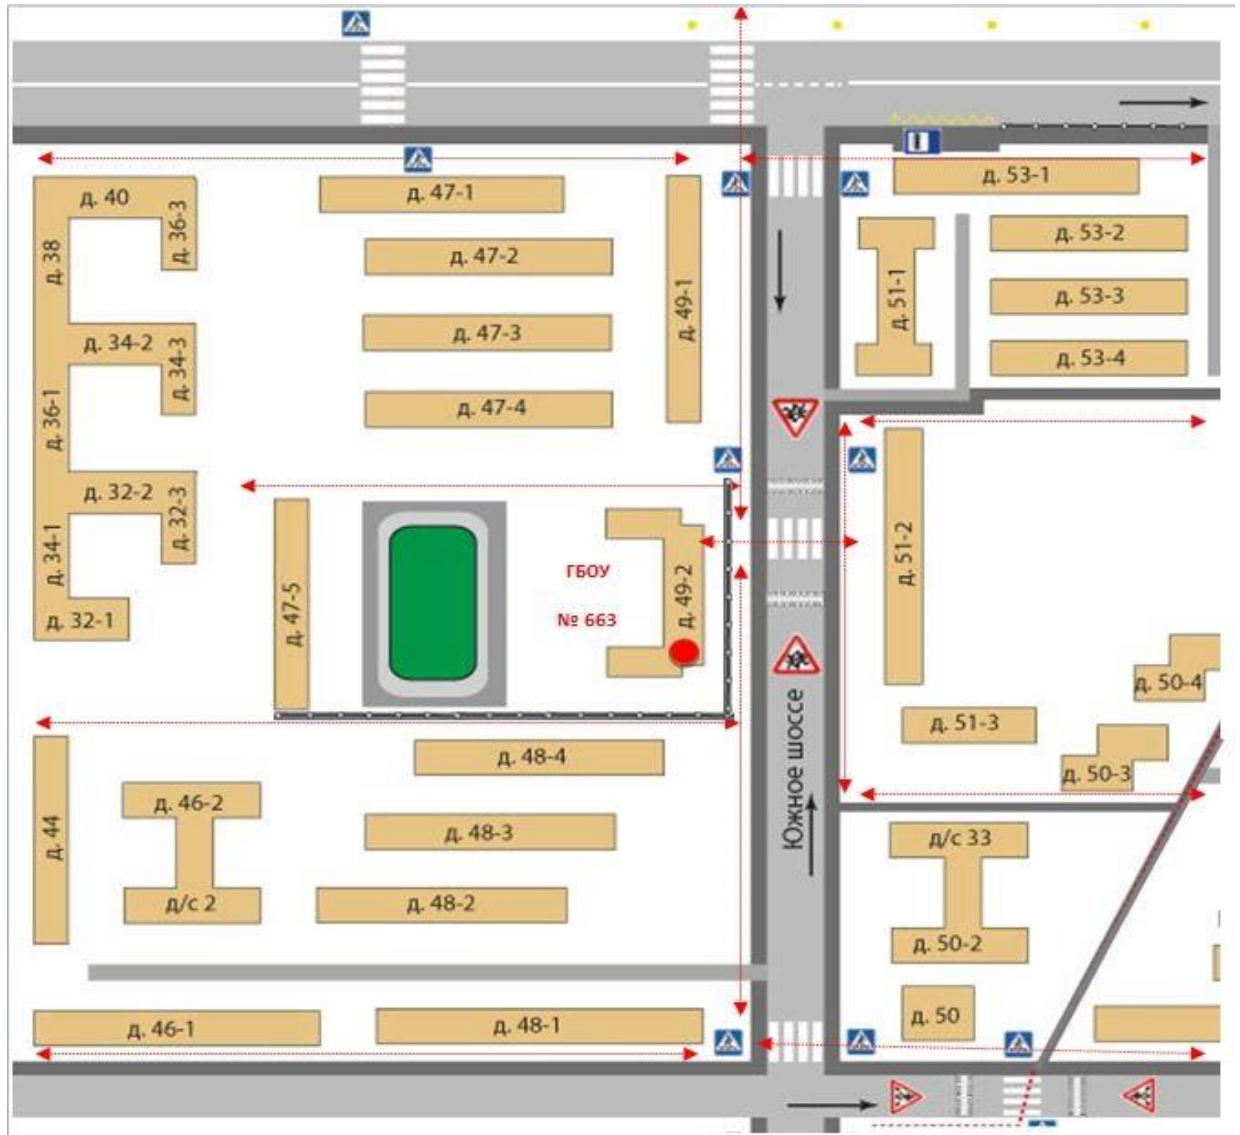 д. 40
д. 36-3
д. 47-1
д. 53-1
д. 38
д. 47-2
д. 53-2
д. 49-1
д. 51-1
д. 53-3
д. 34-2
д. 34-3
д. 47-3
д. 53-4
д. 36-1
д. 47-4
д. 32-2
д. 32-3
д. 34-1
д. 51-2
ГБОУ
№ 663
д. 49-2
д. 47-5
д. 32-1
д. 50-4
д. 51-3
д. 48-4
д. 50-3
Южное шоссе
д. 46-2
д. 44
д. 48-3
д/с 33
д/с 2
д. 48-2
д. 50-2
д. 46-1
д. 48-1
д. 50